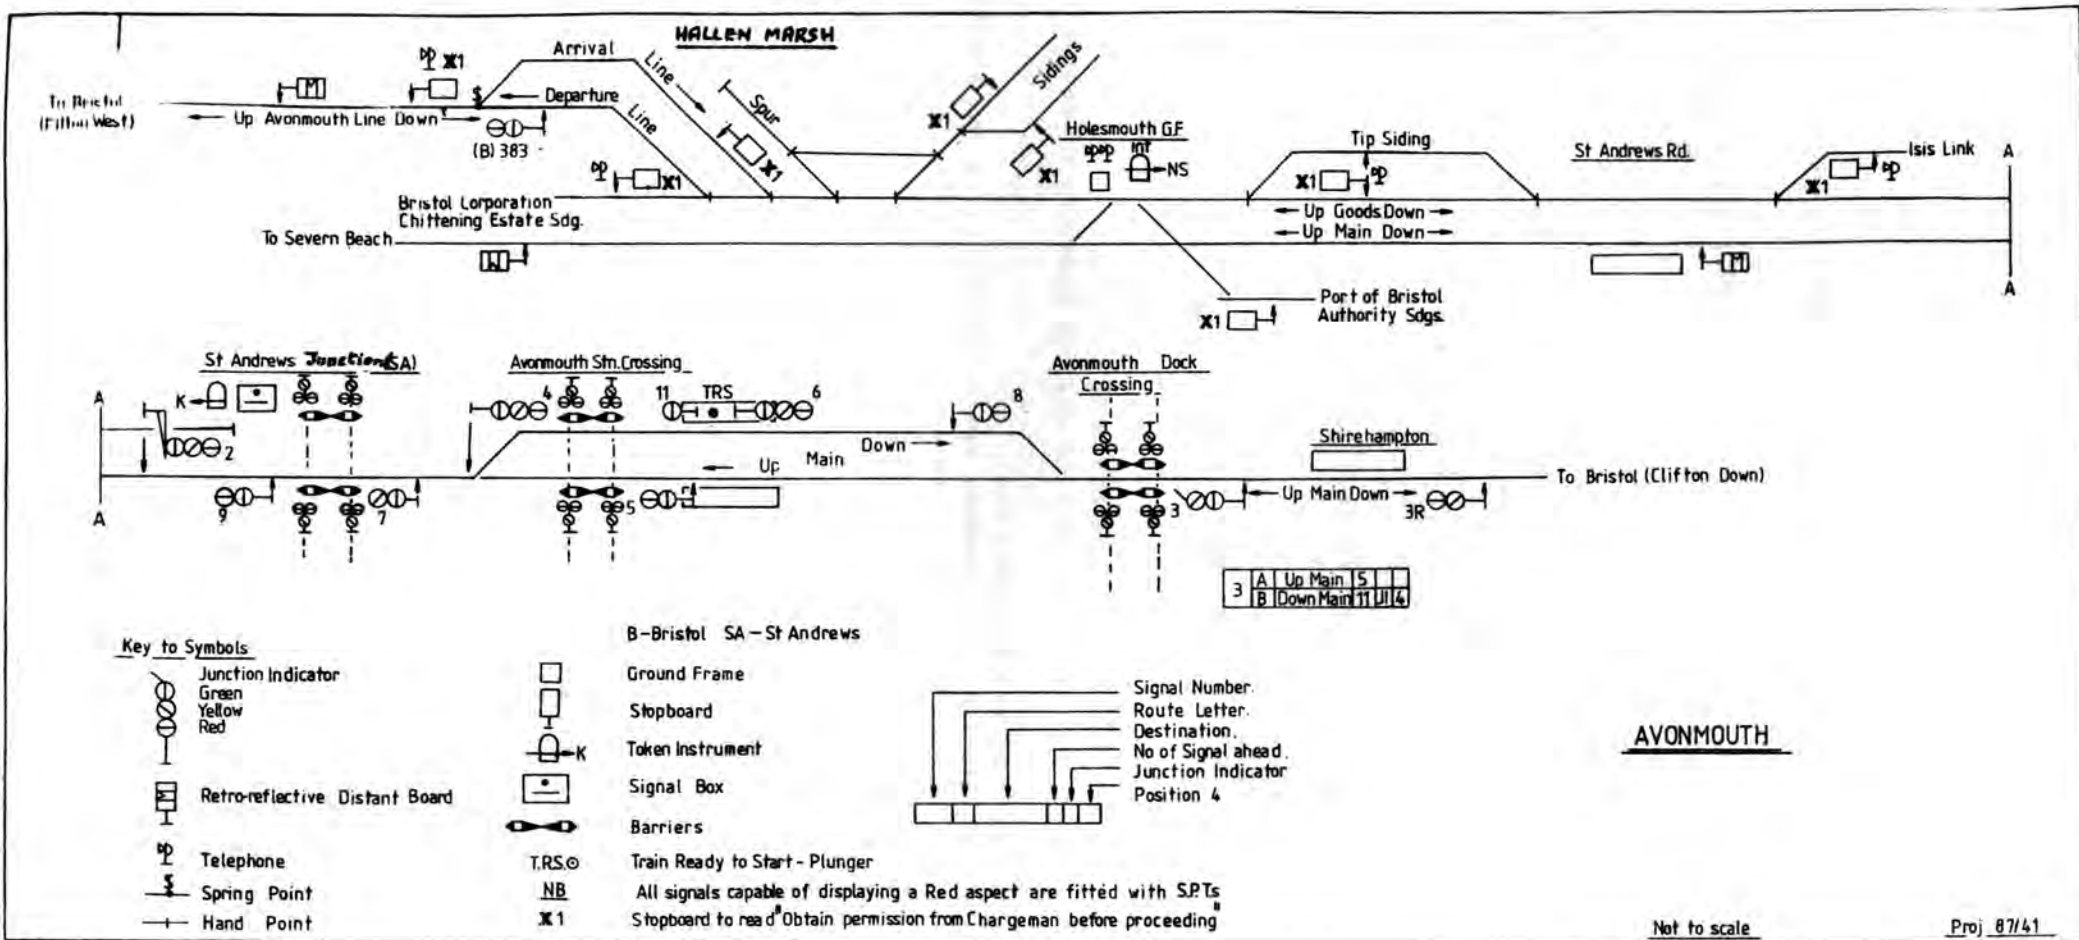 HALLEN MARSH
Arrival
Line
X1
M
To Bristol
(Filton West)
Up Avonmouth Line Down
S
Departure
Line
(B) 383
Spur
X1
Sidings
X1
Holesmouth G.F.
Int
NS
X1
X1
Tip Siding
X1
St Andrews Rd.
Isis Link
X1
A
Bristol Lorporation
Chittening Estate Sdg.
Up Goods Down
To Severn Beach
Up Main Down
M
A
Port of Bristol
Authority Sdgs.
X1
St Andrews Junction (SA)
Avonmouth Stn. Crossing
Avonmouth Dock
Crossing
A
K
2
4
11
TRS
6
8
Down
Main
Up
Shirehampton
To Bristol (Clifton Down)
Up Main Down
A
9
7
5
3
3R
3 A Up Main 5
B Down Main 11 JI 4
B-Bristol SA-St Andrews
Key to Symbols
Junction Indicator
Green
Yellow
Red
Retro-reflective Distant Board
Telephone
S
Spring Point
Hand Point
Ground Frame
Stopboard
K
Token Instrument
Signal Box
Barriers
T.R.S. Train Ready to Start - Plunger
NB All signals capable of displaying a Red aspect are fitted with S.P.Ts
X1 Stopboard to read "Obtain permission from Chargeman before proceeding"
Signal Number.
Route Letter.
Destination.
No of Signal ahead.
Junction Indicator
Position 4
AVONMOUTH
Not to scale
Proj 87/41